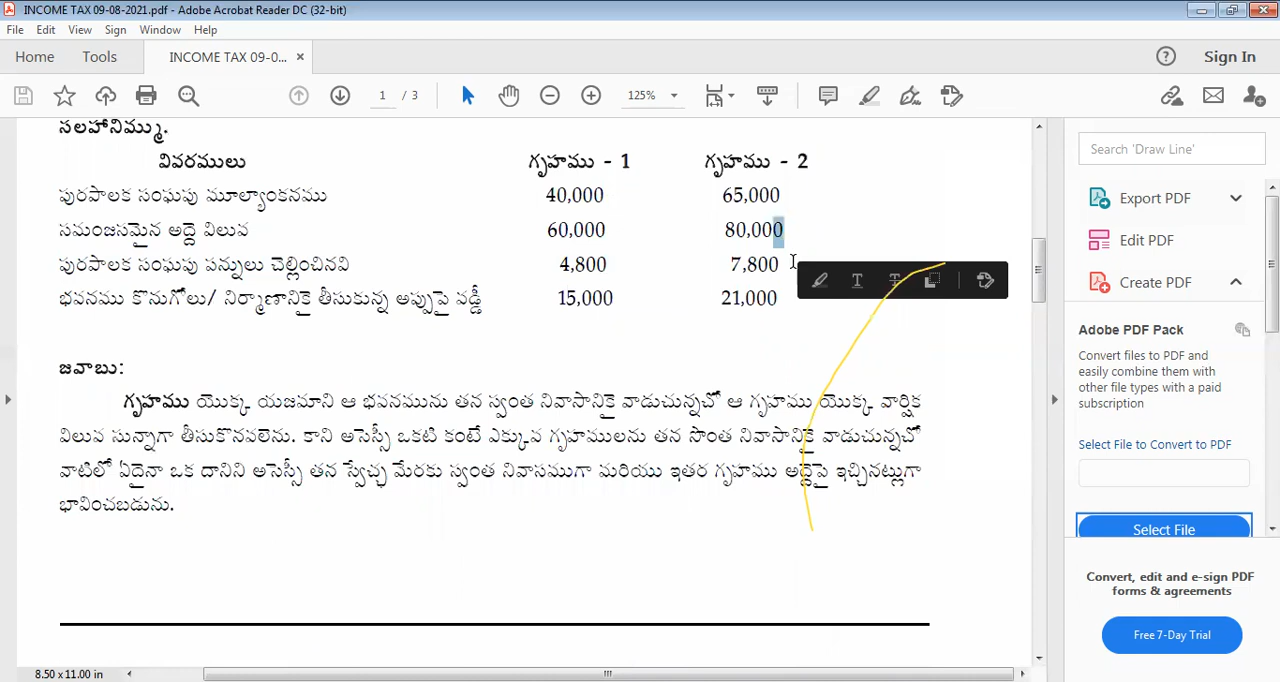 INCOME TAX 09-08-2021.pdf - Adobe Acrobat Reader DC (32-bit)
File Edit View Sign Window Help
Home Tools INCOME TAX 09-0... × Sign In
1 / 3 125%
సలహానిమ్ము.
వివరములు గృహము - 1 గృహము - 2
పురపాలక సంఘపు మూల్యాంకనము 40,000 65,000
సమంజసమైన అద్దె విలువ 60,000 80,000
పురపాలక సంఘపు పన్నులు చెల్లించినవి 4,800 7,800
భవనము కొనుగోలు/ నిర్మాణానికై తీసుకున్న అప్పుపై వడ్డీ 15,000 21,000
జవాబు:
గృహము యొక్క యజమాని ఆ భవనమును తన స్వంత నివాసానికై వాడుచున్నచో ఆ గృహము యొక్క వార్షిక
విలువ సున్నాగా తీసుకొనవలెను. కాని అసెస్సీ ఒకటి కంటే ఎక్కువ గృహములను తన సొంత నివాసానికై వాడుచున్నచో
వాటిలో ఏదైనా ఒక దానిని అసెస్సీ తన స్వేచ్ఛ మేరకు స్వంత నివాసముగా మరియు ఇతర గృహము అద్దెపై ఇచ్చినట్లుగా
భావించబడును.
8.50 x 11.00 in
Search 'Draw Line'
Export PDF
Edit PDF
Create PDF
Adobe PDF Pack
Convert files to PDF and
easily combine them with
other file types with a paid
subscription
Select File to Convert to PDF
Select File
Convert, edit and e-sign PDF
forms & agreements
Free 7-Day Trial